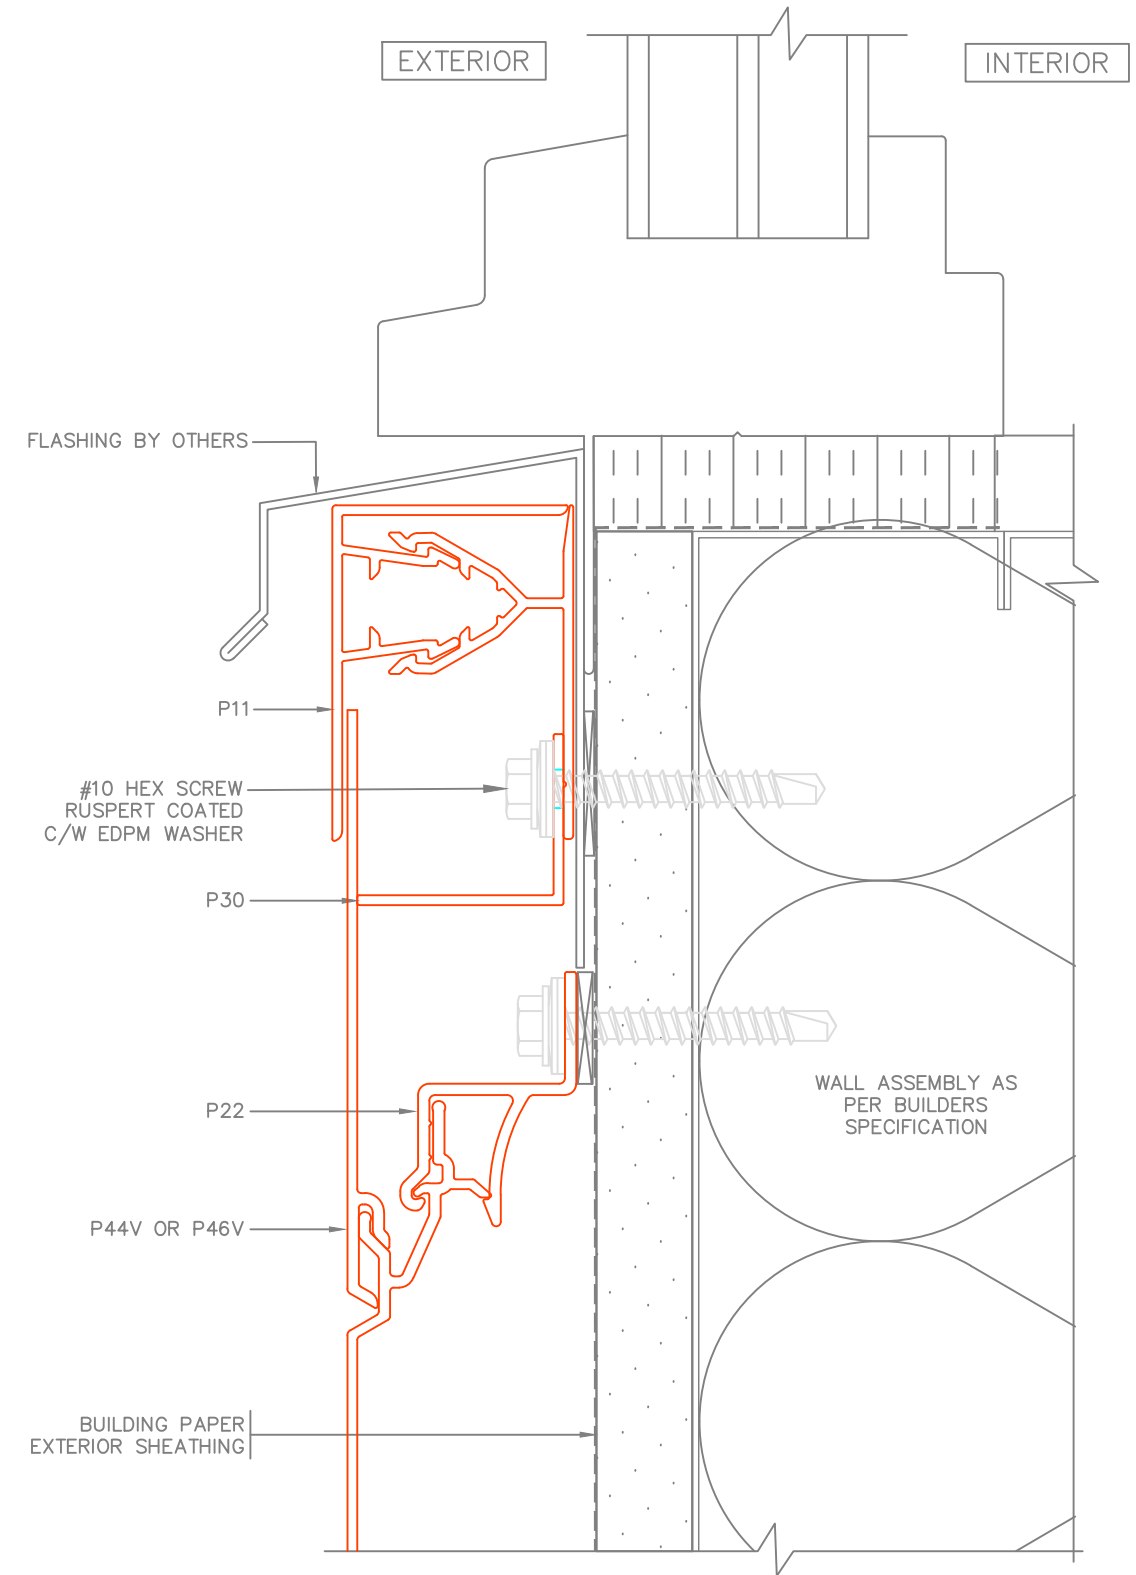 EXTERIOR
INTERIOR
FLASHING BY OTHERS
P11
#10 HEX SCREW
RUSPERT COATED
C/W EDPM WASHER
P30
WALL ASSEMBLY AS
PER BUILDERS
SPECIFICATION
P22
P44V OR P46V
BUILDING PAPER
EXTERIOR SHEATHING